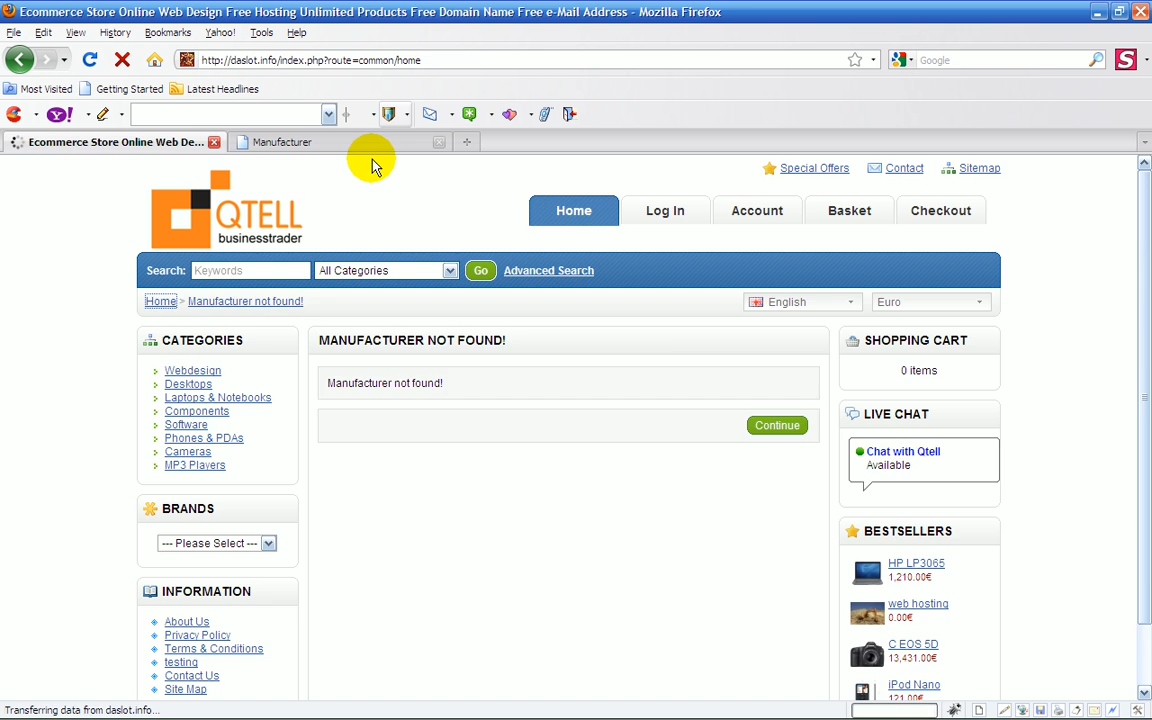 Ecommerce Store Online Web Design Free Hosting Unlimited Products Free Domain Name Free e-Mail Address - Mozilla Firefox
File Edit View History Bookmarks Yahoo! Tools Help
http://daslot.info/index.php?route=common/home
Google
S
Most Visited Getting Started Latest Headlines
Y!
Ecommerce Store Online Web De... Manufacturer
Special Offers Contact Sitemap
QTELL
businesstrader
Home Log In Account Basket Checkout
Search: Keywords All Categories Go Advanced Search
Home > Manufacturer not found! English Euro
CATEGORIES
Webdesign
Desktops
Laptops & Notebooks
Components
Software
Phones & PDAs
Cameras
MP3 Players
BRANDS
--- Please Select ---
INFORMATION
About Us
Privacy Policy
Terms & Conditions
testing
Contact Us
Site Map
MANUFACTURER NOT FOUND!
Manufacturer not found!
Continue
SHOPPING CART
0 items
LIVE CHAT
Chat with Qtell
Available
BESTSELLERS
HP LP3065
1,210.00€
web hosting
0.00€
C EOS 5D
13,431.00€
iPod Nano
121.00€
Transferring data from daslot.info...